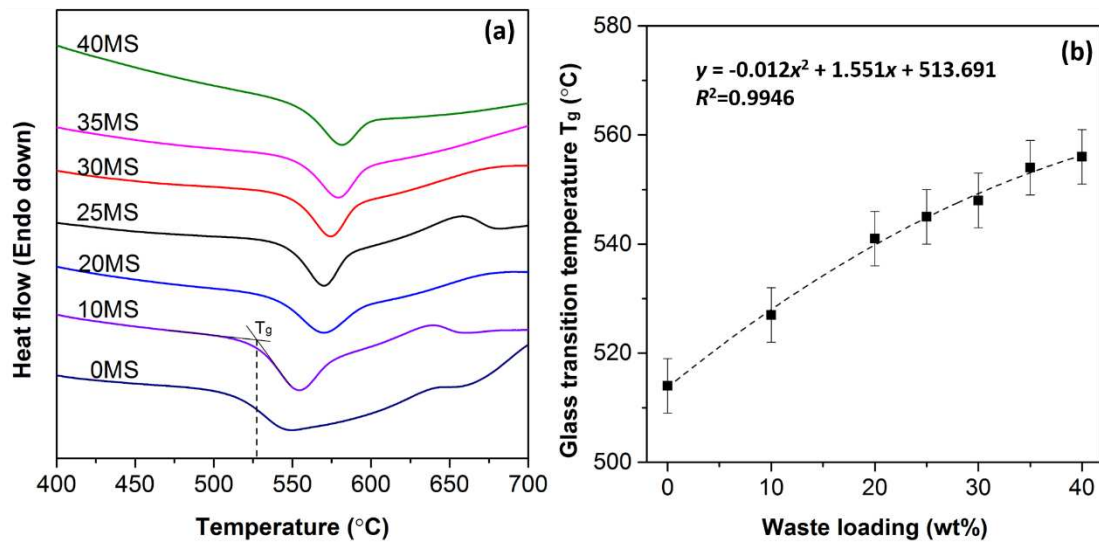 (a)
40MS
35MS
30MS
25MS
20MS
10MS
0MS
Tg
Heat flow (Endo down)
400 450 500 550 600 650 700
Temperature (°C)
(b)
y = -0.012x² + 1.551x + 513.691
R²=0.9946
Glass transition temperature Tg (°C)
580
560
540
520
500
0 10 20 30 40
Waste loading (wt%)